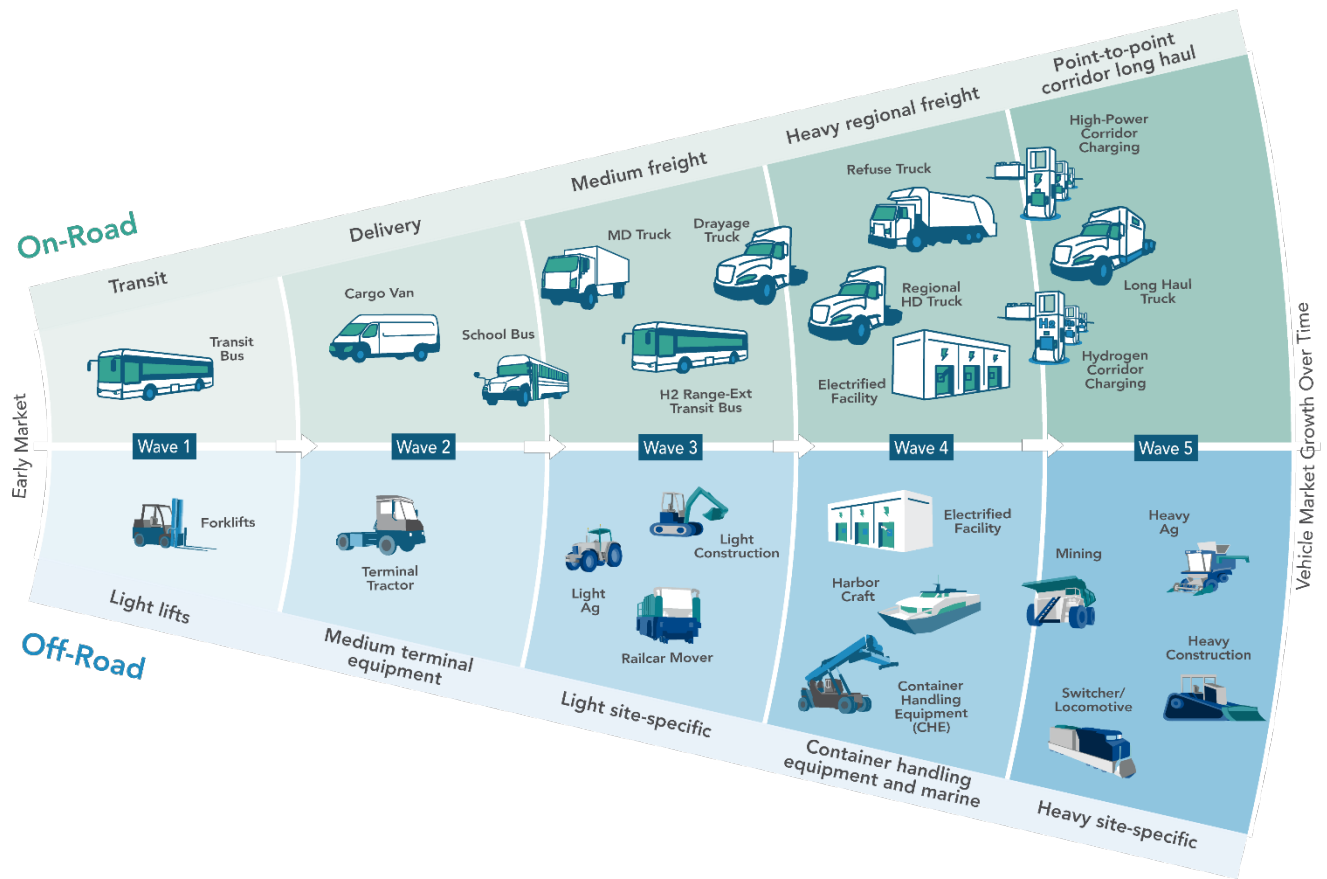 On-Road
Transit
Delivery
Medium freight
Heavy regional freight
Point-to-point
corridor long haul
Transit
Bus
Cargo Van
School Bus
MD Truck
Drayage
Truck
H2 Range-Ext
Transit Bus
Refuse Truck
Regional
HD Truck
Electrified
Facility
High-Power
Corridor
Charging
Long Haul
Truck
H2
Hydrogen
Corridor
Charging
Early Market
Wave 1
Wave 2
Wave 3
Wave 4
Wave 5
Vehicle Market Growth Over Time
Forklifts
Terminal
Tractor
Light
Construction
Light
Ag
Railcar Mover
Electrified
Facility
Harbor
Craft
Container
Handling
Equipment
(CHE)
Mining
Heavy
Ag
Heavy
Construction
Switcher/
Locomotive
Off-Road
Light lifts
Medium terminal
equipment
Light site-specific
Container handling
equipment and marine
Heavy site-specific